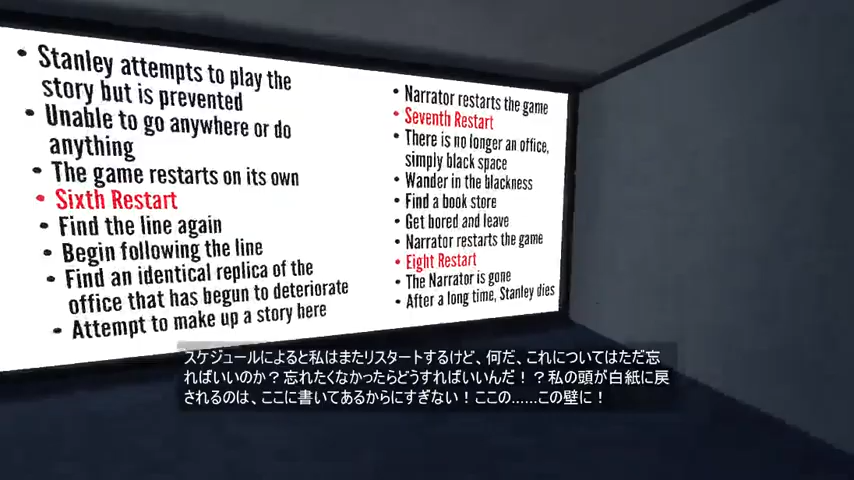 • Stanley attempts to play the
story but is prevented
• Unable to go anywhere or do
anything
• The game restarts on its own
• Sixth Restart
• Find the line again
• Begin following the line
• Find an identical replica of the
office that has begun to deteriorate
• Attempt to make up a story here
• Narrator restarts the game
• Seventh Restart
• There is no longer an office,
simply black space
• Wander in the blackness
• Find a book store
• Get bored and leave
• Narrator restarts the game
• Eight Restart
• The Narrator is gone
• After a long time, Stanley dies
スケジュールによると私はまたリスタートするけど、何だ、これについてはただ忘
ればいいのか?忘れたくなかったらどうすればいいんだ!?私の頭が白紙に戻
されるのは、ここに書いてあるからにすぎない!ここの......この壁に!